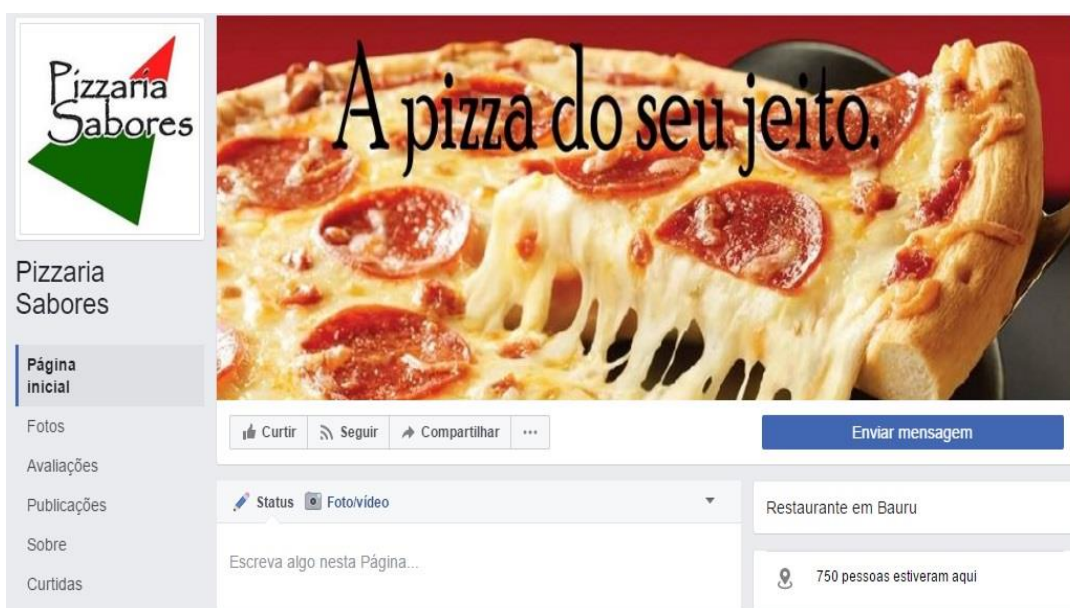 Pizzaria
Sabores
A pizza do seu jeito.
Pizzaria
Sabores
Página
inicial
Fotos
Avaliações
Publicações
Sobre
Curtidas
Curtir Seguir Compartilhar ...
Enviar mensagem
Status Foto/vídeo
Escreva algo nesta Página...
Restaurante em Bauru
750 pessoas estiveram aqui